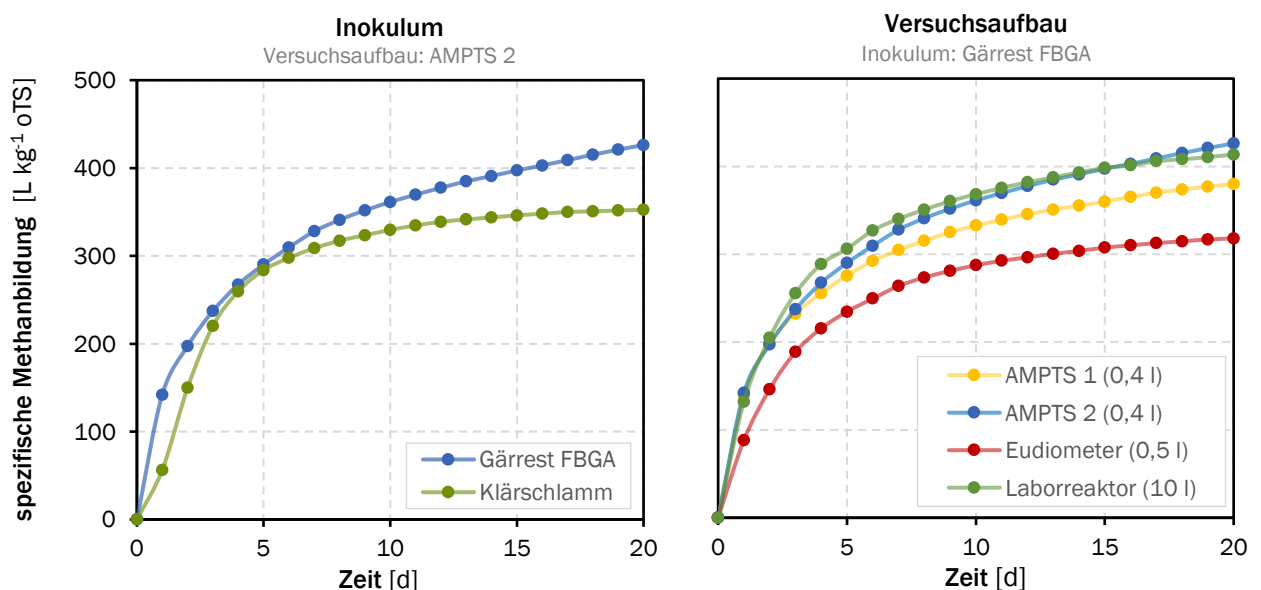 Inokulum
Versuchsaufbau: AMPTS 2
spezifische Methanbildung [L kg⁻¹ oTS]
500
400
300
200
100
0
0 5 10 15 20
Zeit [d]
Gärrest FBGA
Klärschlamm
Versuchsaufbau
Inokulum: Gärrest FBGA
0 5 10 15 20
Zeit [d]
AMPTS 1 (0,4 l)
AMPTS 2 (0,4 l)
Eudiometer (0,5 l)
Laborreaktor (10 l)